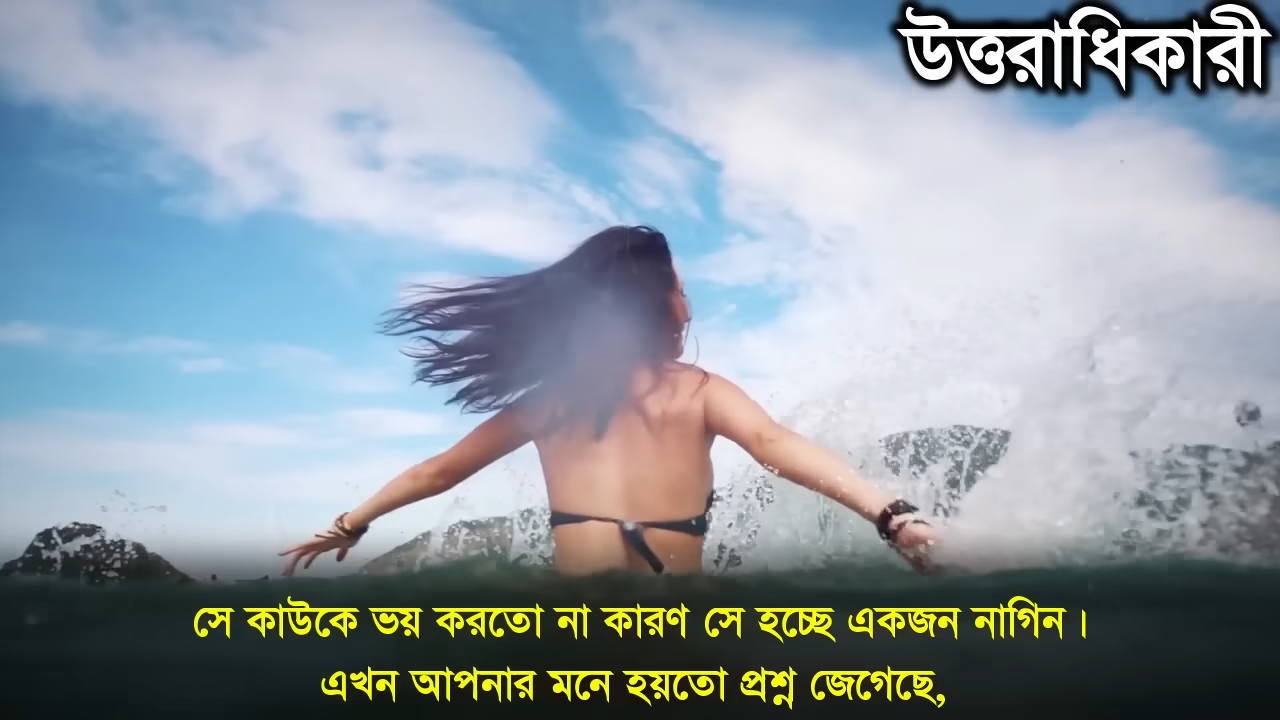 উত্তরাধিকারী
সে কাউকে ভয় করতো না কারণ সে হচ্ছে একজন নাগিন।
এখন আপনার মনে হয়তো প্রশ্ন জেগেছে,